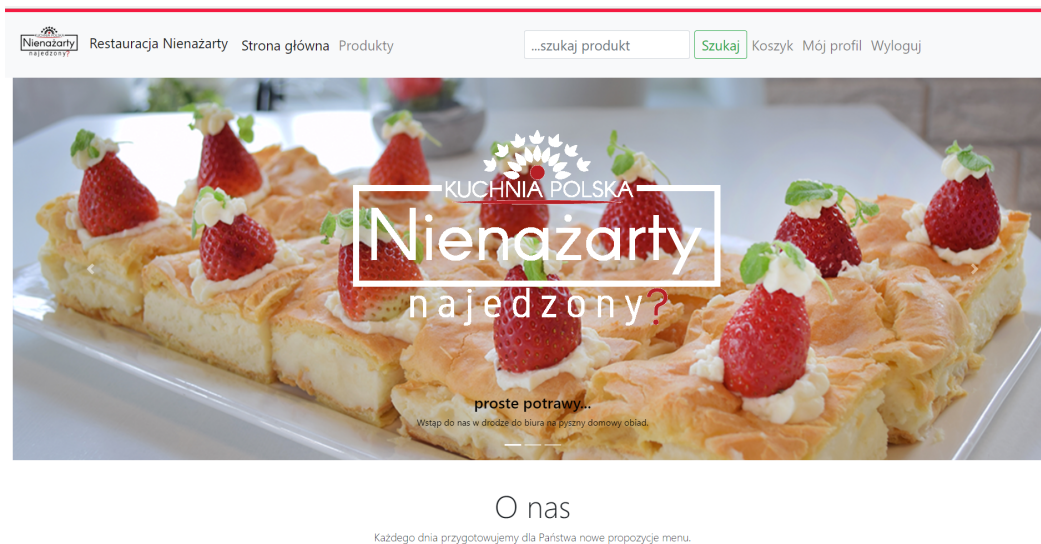 Nienażarty
najedzony?
Restauracja Nienażarty Strona główna Produkty ...szukaj produkt Szukaj Koszyk Mój profil Wyloguj
KUCHNIA POLSKA
Nienażarty
najedzony?
proste potrawy...
Wstąp do nas w drodze do biura na pyszny domowy obiad.
O nas
Każdego dnia przygotowujemy dla Państwa nowe propozycje menu.